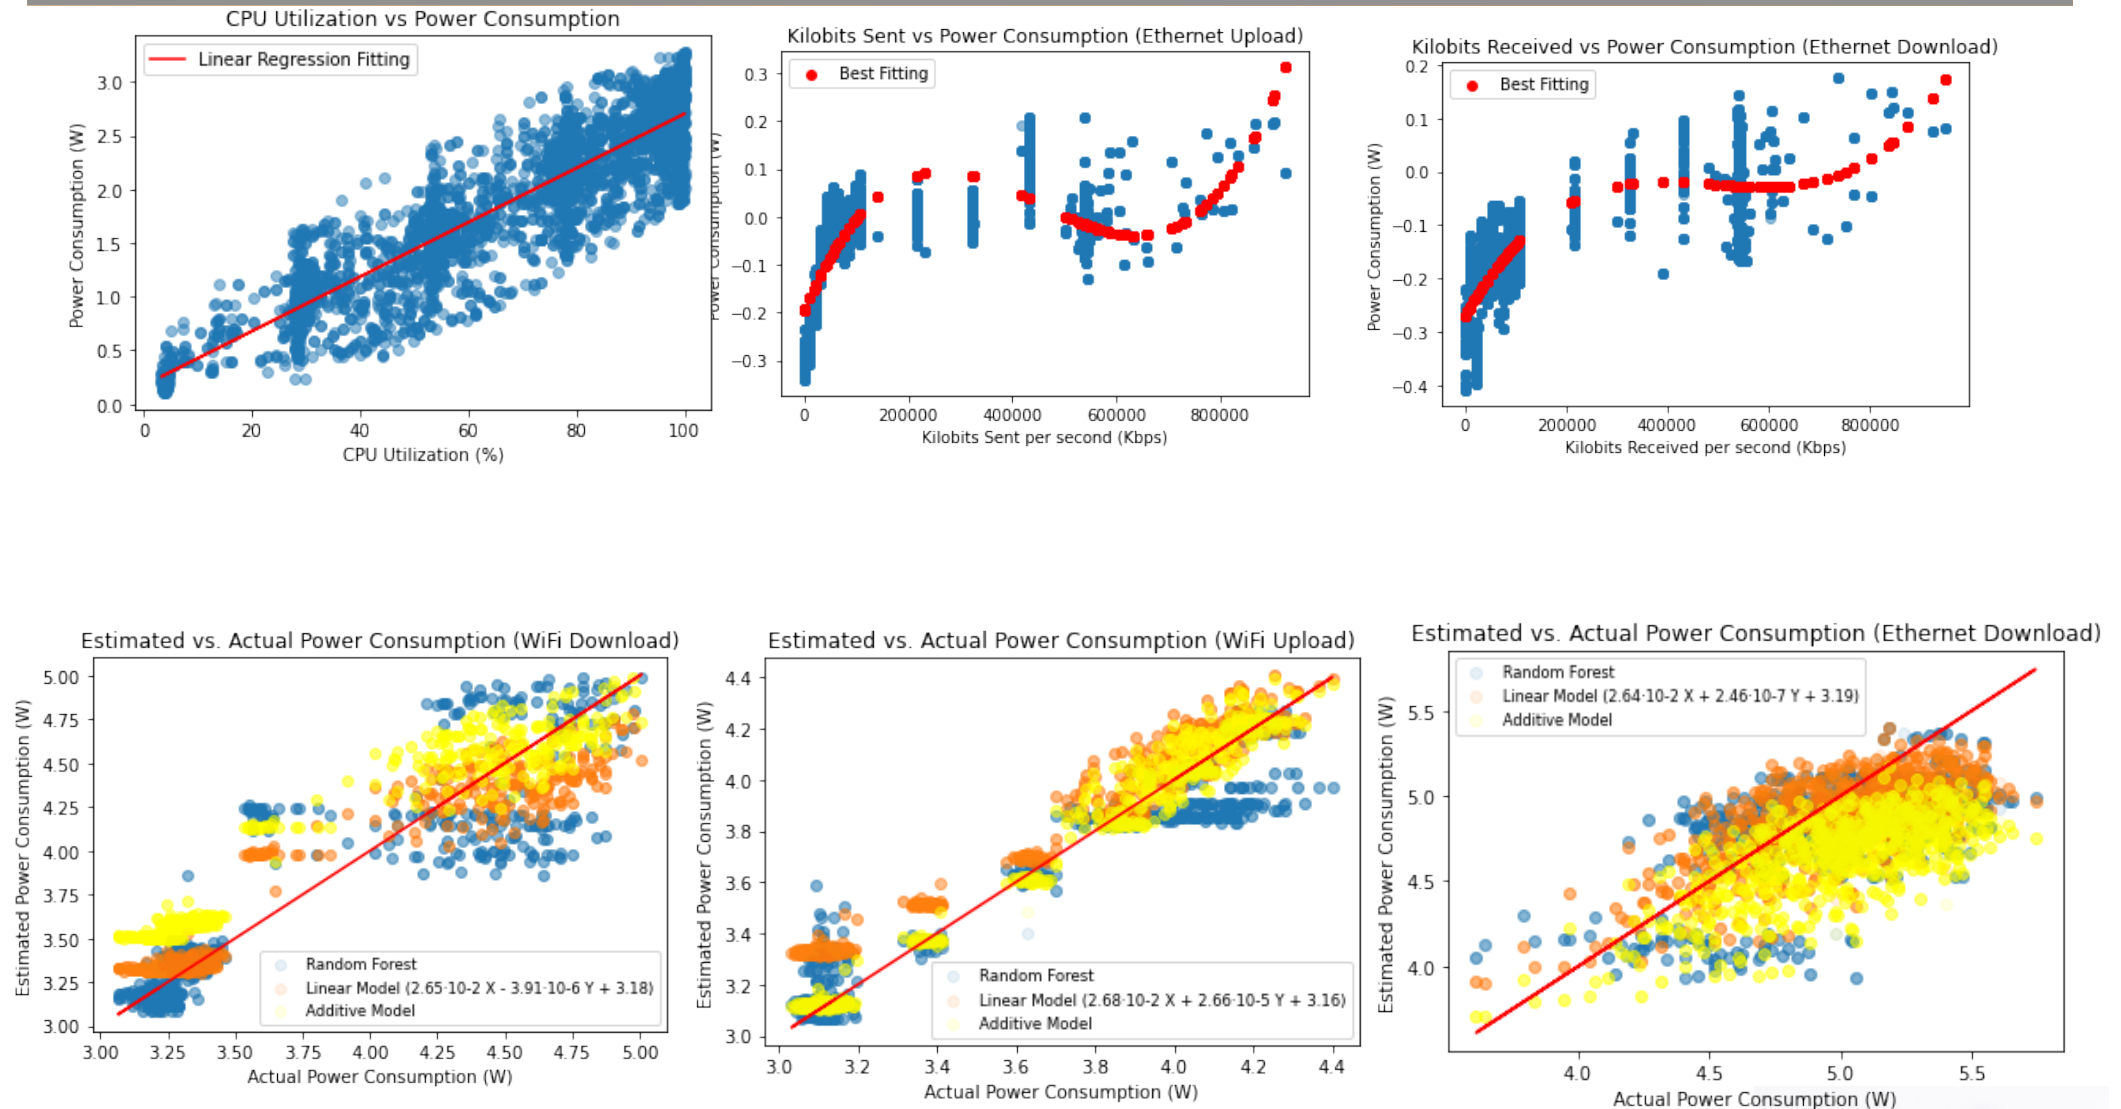 CPU Utilization vs Power Consumption
Linear Regression Fitting
3.0
2.5
2.0
1.5
1.0
0.5
0.0
Power Consumption (W)
0 20 40 60 80 100
CPU Utilization (%)
Kilobits Sent vs Power Consumption (Ethernet Upload)
Best Fitting
0.3
0.2
0.1
0.0
−0.1
−0.2
−0.3
Power Consumption (W)
0 200000 400000 600000 800000
Kilobits Sent per second (Kbps)
Kilobits Received vs Power Consumption (Ethernet Download)
Best Fitting
0.2
0.1
0.0
−0.1
−0.2
−0.3
−0.4
Power Consumption (W)
0 200000 400000 600000 800000
Kilobits Received per second (Kbps)
Estimated vs. Actual Power Consumption (WiFi Download)
5.00
4.75
4.50
4.25
4.00
3.75
3.50
3.25
3.00
Estimated Power Consumption (W)
Random Forest
Linear Model (2.65·10-2 X - 3.91·10-6 Y + 3.18)
Additive Model
3.00 3.25 3.50 3.75 4.00 4.25 4.50 4.75 5.00
Actual Power Consumption (W)
Estimated vs. Actual Power Consumption (WiFi Upload)
4.4
4.2
4.0
3.8
3.6
3.4
3.2
3.0
Estimated Power Consumption (W)
Random Forest
Linear Model (2.68·10-2 X + 2.66·10-5 Y + 3.16)
Additive Model
3.0 3.2 3.4 3.6 3.8 4.0 4.2 4.4
Actual Power Consumption (W)
Estimated vs. Actual Power Consumption (Ethernet Download)
Random Forest
Linear Model (2.64·10-2 X + 2.46·10-7 Y + 3.19)
Additive Model
5.5
5.0
4.5
4.0
Estimated Power Consumption (W)
4.0 4.5 5.0 5.5
Actual Power Consumption (W)